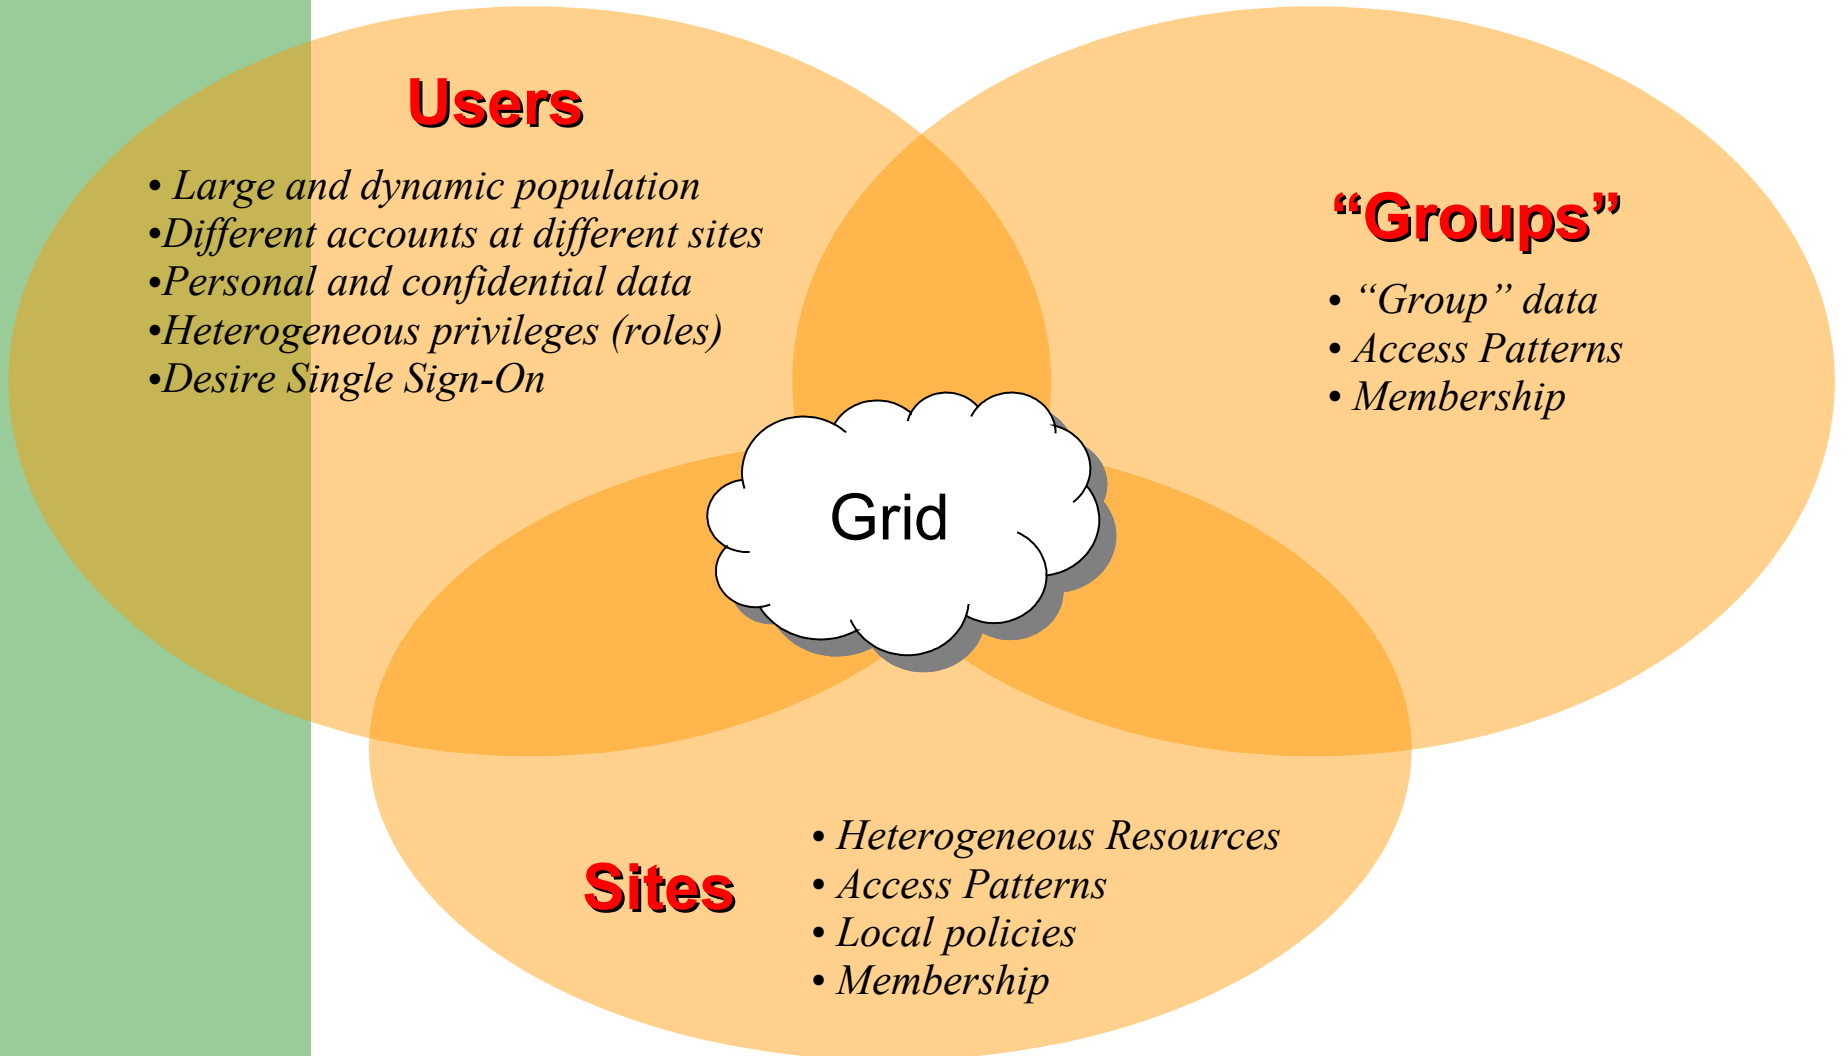 Users
• Large and dynamic population
•Different accounts at different sites
•Personal and confidential data
•Heterogeneous privileges (roles)
•Desire Single Sign-On
“Groups”
• “Group” data
• Access Patterns
• Membership
Grid
Sites
• Heterogeneous Resources
• Access Patterns
• Local policies
• Membership